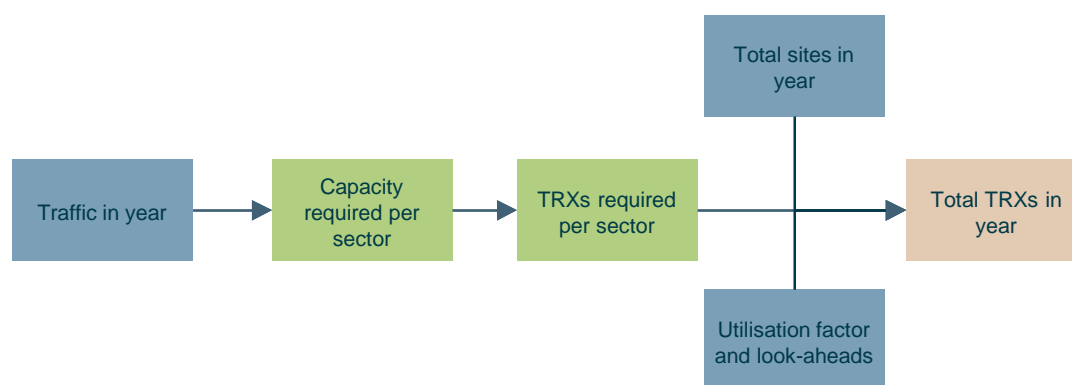 Total sites in
year
Traffic in year
Capacity
required per
sector
TRXs required
per sector
Total TRXs in
year
Utilisation factor
and look-aheads